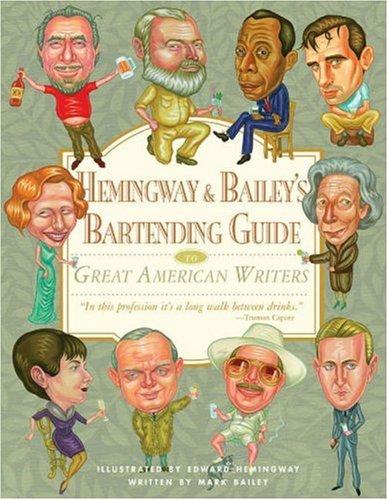 HEMINGWAY & BAILEY'S
BARTENDING GUIDE
TO
GREAT AMERICAN WRITERS
"In this profession it's a long walk between drinks."
—Truman Capote
ILLUSTRATED BY EDWARD HEMINGWAY
WRITTEN BY MARK BAILEY